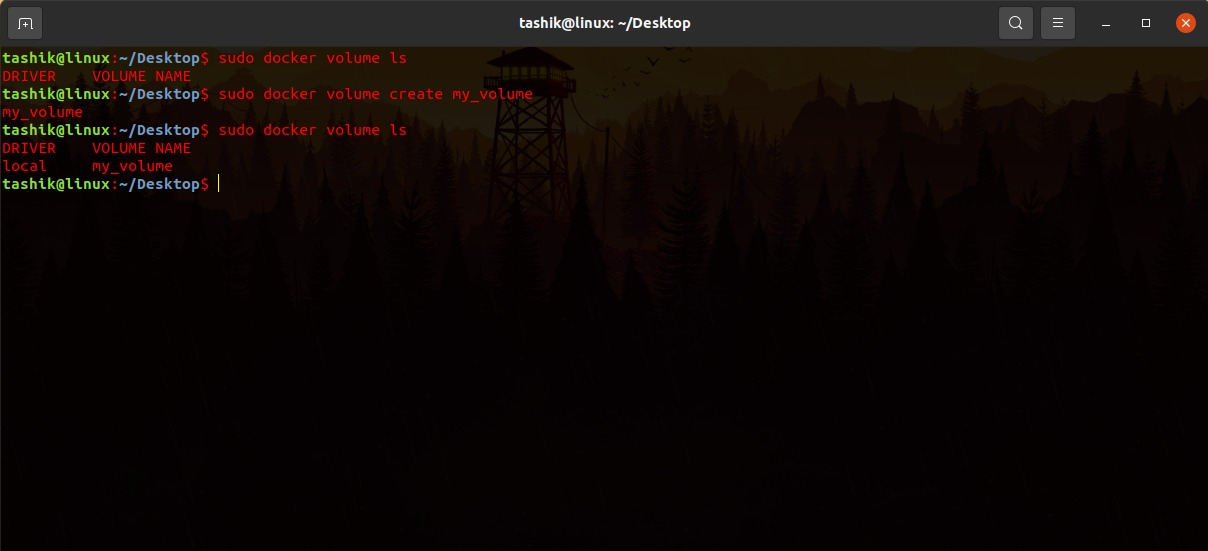 tashik@linux: ~/Desktop
tashik@linux:~/Desktop$ sudo docker volume ls
DRIVER    VOLUME NAME
tashik@linux:~/Desktop$ sudo docker volume create my_volume
my_volume
tashik@linux:~/Desktop$ sudo docker volume ls
DRIVER    VOLUME NAME
local     my_volume
tashik@linux:~/Desktop$